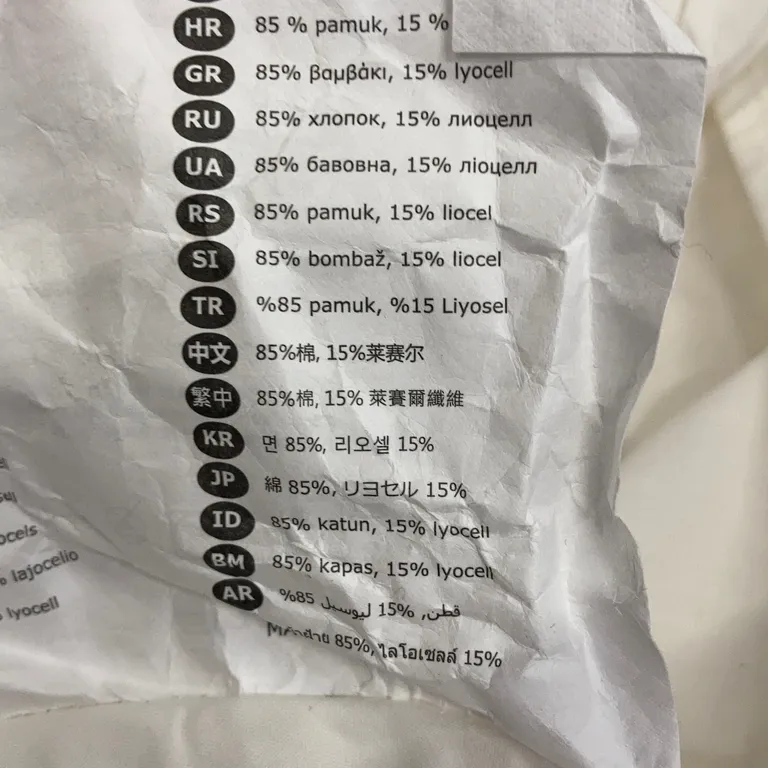 HR 85 % pamuk, 15 %
GR 85% βαμβάκι, 15% lyocell
RU 85% хлопок, 15% лиоцелл
UA 85% бавовна, 15% ліоцелл
RS 85% pamuk, 15% liocel
SI 85% bombaž, 15% liocel
TR %85 pamuk, %15 Liyosel
中文 85%棉, 15%莱赛尔
繁中 85%棉, 15% 萊賽爾纖維
KR 면 85%, 리오셀 15%
JP 綿 85%, リヨセル 15%
ID 85% katun, 15% lyocell
BM 85% kapas, 15% lyocell
AR %85 قطن, %15 ليوسيل
85%, ไลโอเซลล์ 15%
lajocelio
lyocell